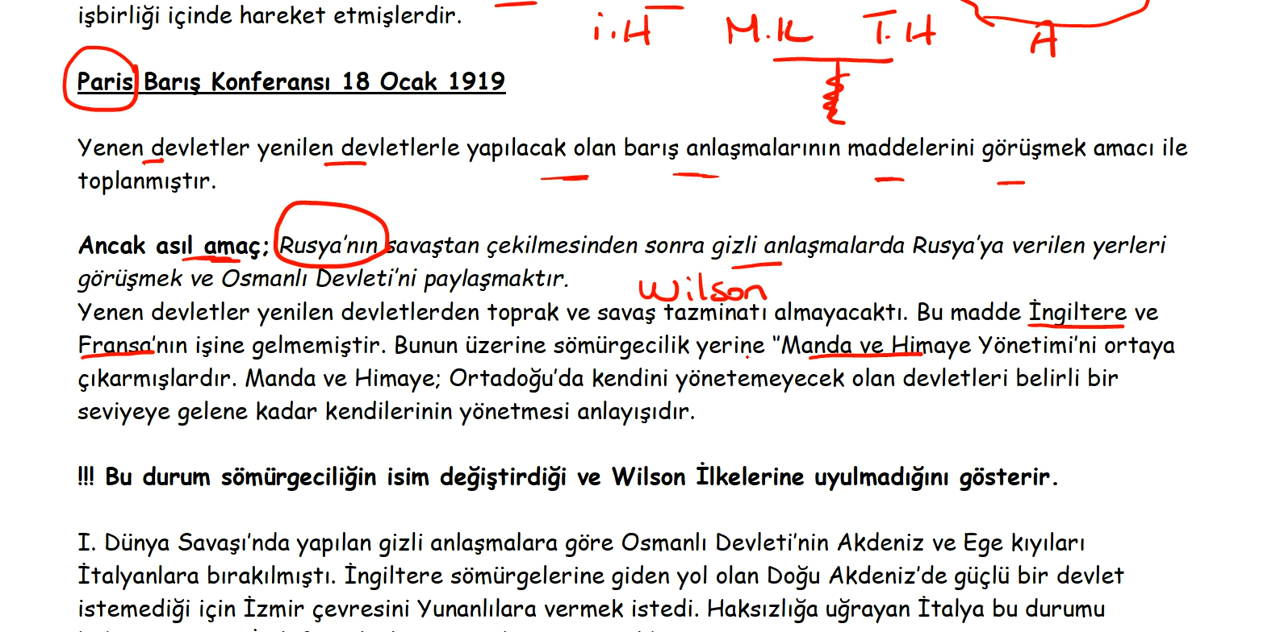 işbirliği içinde hareket etmişlerdir.
i.H M.K T.H A
Paris Barış Konferansı 18 Ocak 1919
Yenen devletler yenilen devletlerle yapılacak olan barış anlaşmalarının maddelerini görüşmek amacı ile
toplanmıştır.
Ancak asıl amaç; Rusya’nın savaştan çekilmesinden sonra gizli anlaşmalarda Rusya’ya verilen yerleri
görüşmek ve Osmanlı Devleti’ni paylaşmaktır.
Wilson
Yenen devletler yenilen devletlerden toprak ve savaş tazminatı almayacaktı. Bu madde İngiltere ve
Fransa’nın işine gelmemiştir. Bunun üzerine sömürgecilik yerine “Manda ve Himaye Yönetimi’ni ortaya
çıkarmışlardır. Manda ve Himaye; Ortadoğu’da kendini yönetemeyecek olan devletleri belirli bir
seviyeye gelene kadar kendilerinin yönetmesi anlayışıdır.
!!! Bu durum sömürgeciliğin isim değiştirdiği ve Wilson İlkelerine uyulmadığını gösterir.
I. Dünya Savaşı’nda yapılan gizli anlaşmalara göre Osmanlı Devleti’nin Akdeniz ve Ege kıyıları
İtalyanlara bırakılmıştı. İngiltere sömürgelerine giden yol olan Doğu Akdeniz’de güçlü bir devlet
istemediği için İzmir çevresini Yunanlılara vermek istedi. Haksızlığa uğrayan İtalya bu durumu